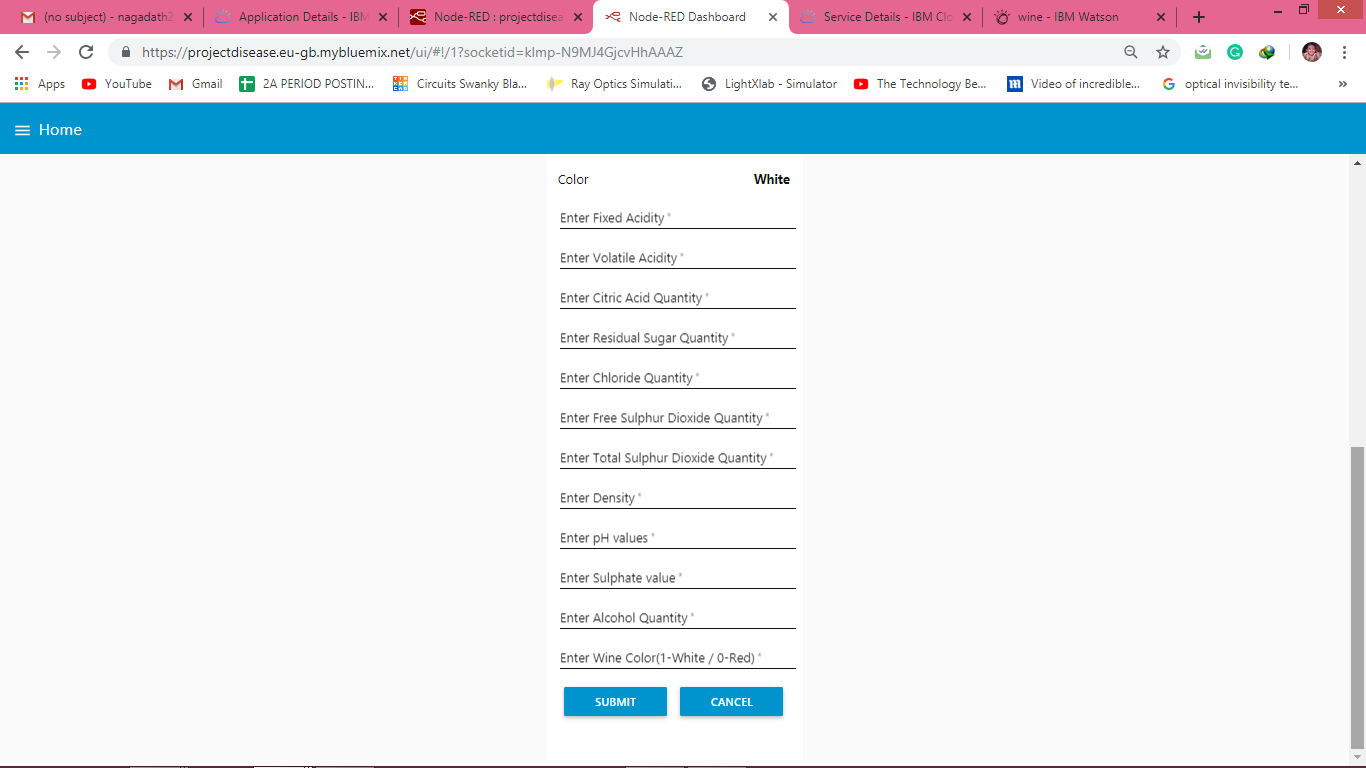 (no subject) - nagadath2 Application Details - IBM Node-RED : projectdisea Node-RED Dashboard Service Details - IBM Clo wine - IBM Watson
https://projectdisease.eu-gb.mybluemix.net/ui/#!/1?socketid=kImp-N9MJ4GjcvHhAAAZ
Apps YouTube Gmail 2A PERIOD POSTIN... Circuits Swanky Bla... Ray Optics Simulati... LightXlab - Simulator The Technology Be... Video of incredible... optical invisibility te... »
Home
Color White
Enter Fixed Acidity *
Enter Volatile Acidity *
Enter Citric Acid Quantity *
Enter Residual Sugar Quantity *
Enter Chloride Quantity *
Enter Free Sulphur Dioxide Quantity *
Enter Total Sulphur Dioxide Quantity *
Enter Density *
Enter pH values *
Enter Sulphate value *
Enter Alcohol Quantity *
Enter Wine Color(1-White / 0-Red) *
SUBMIT CANCEL